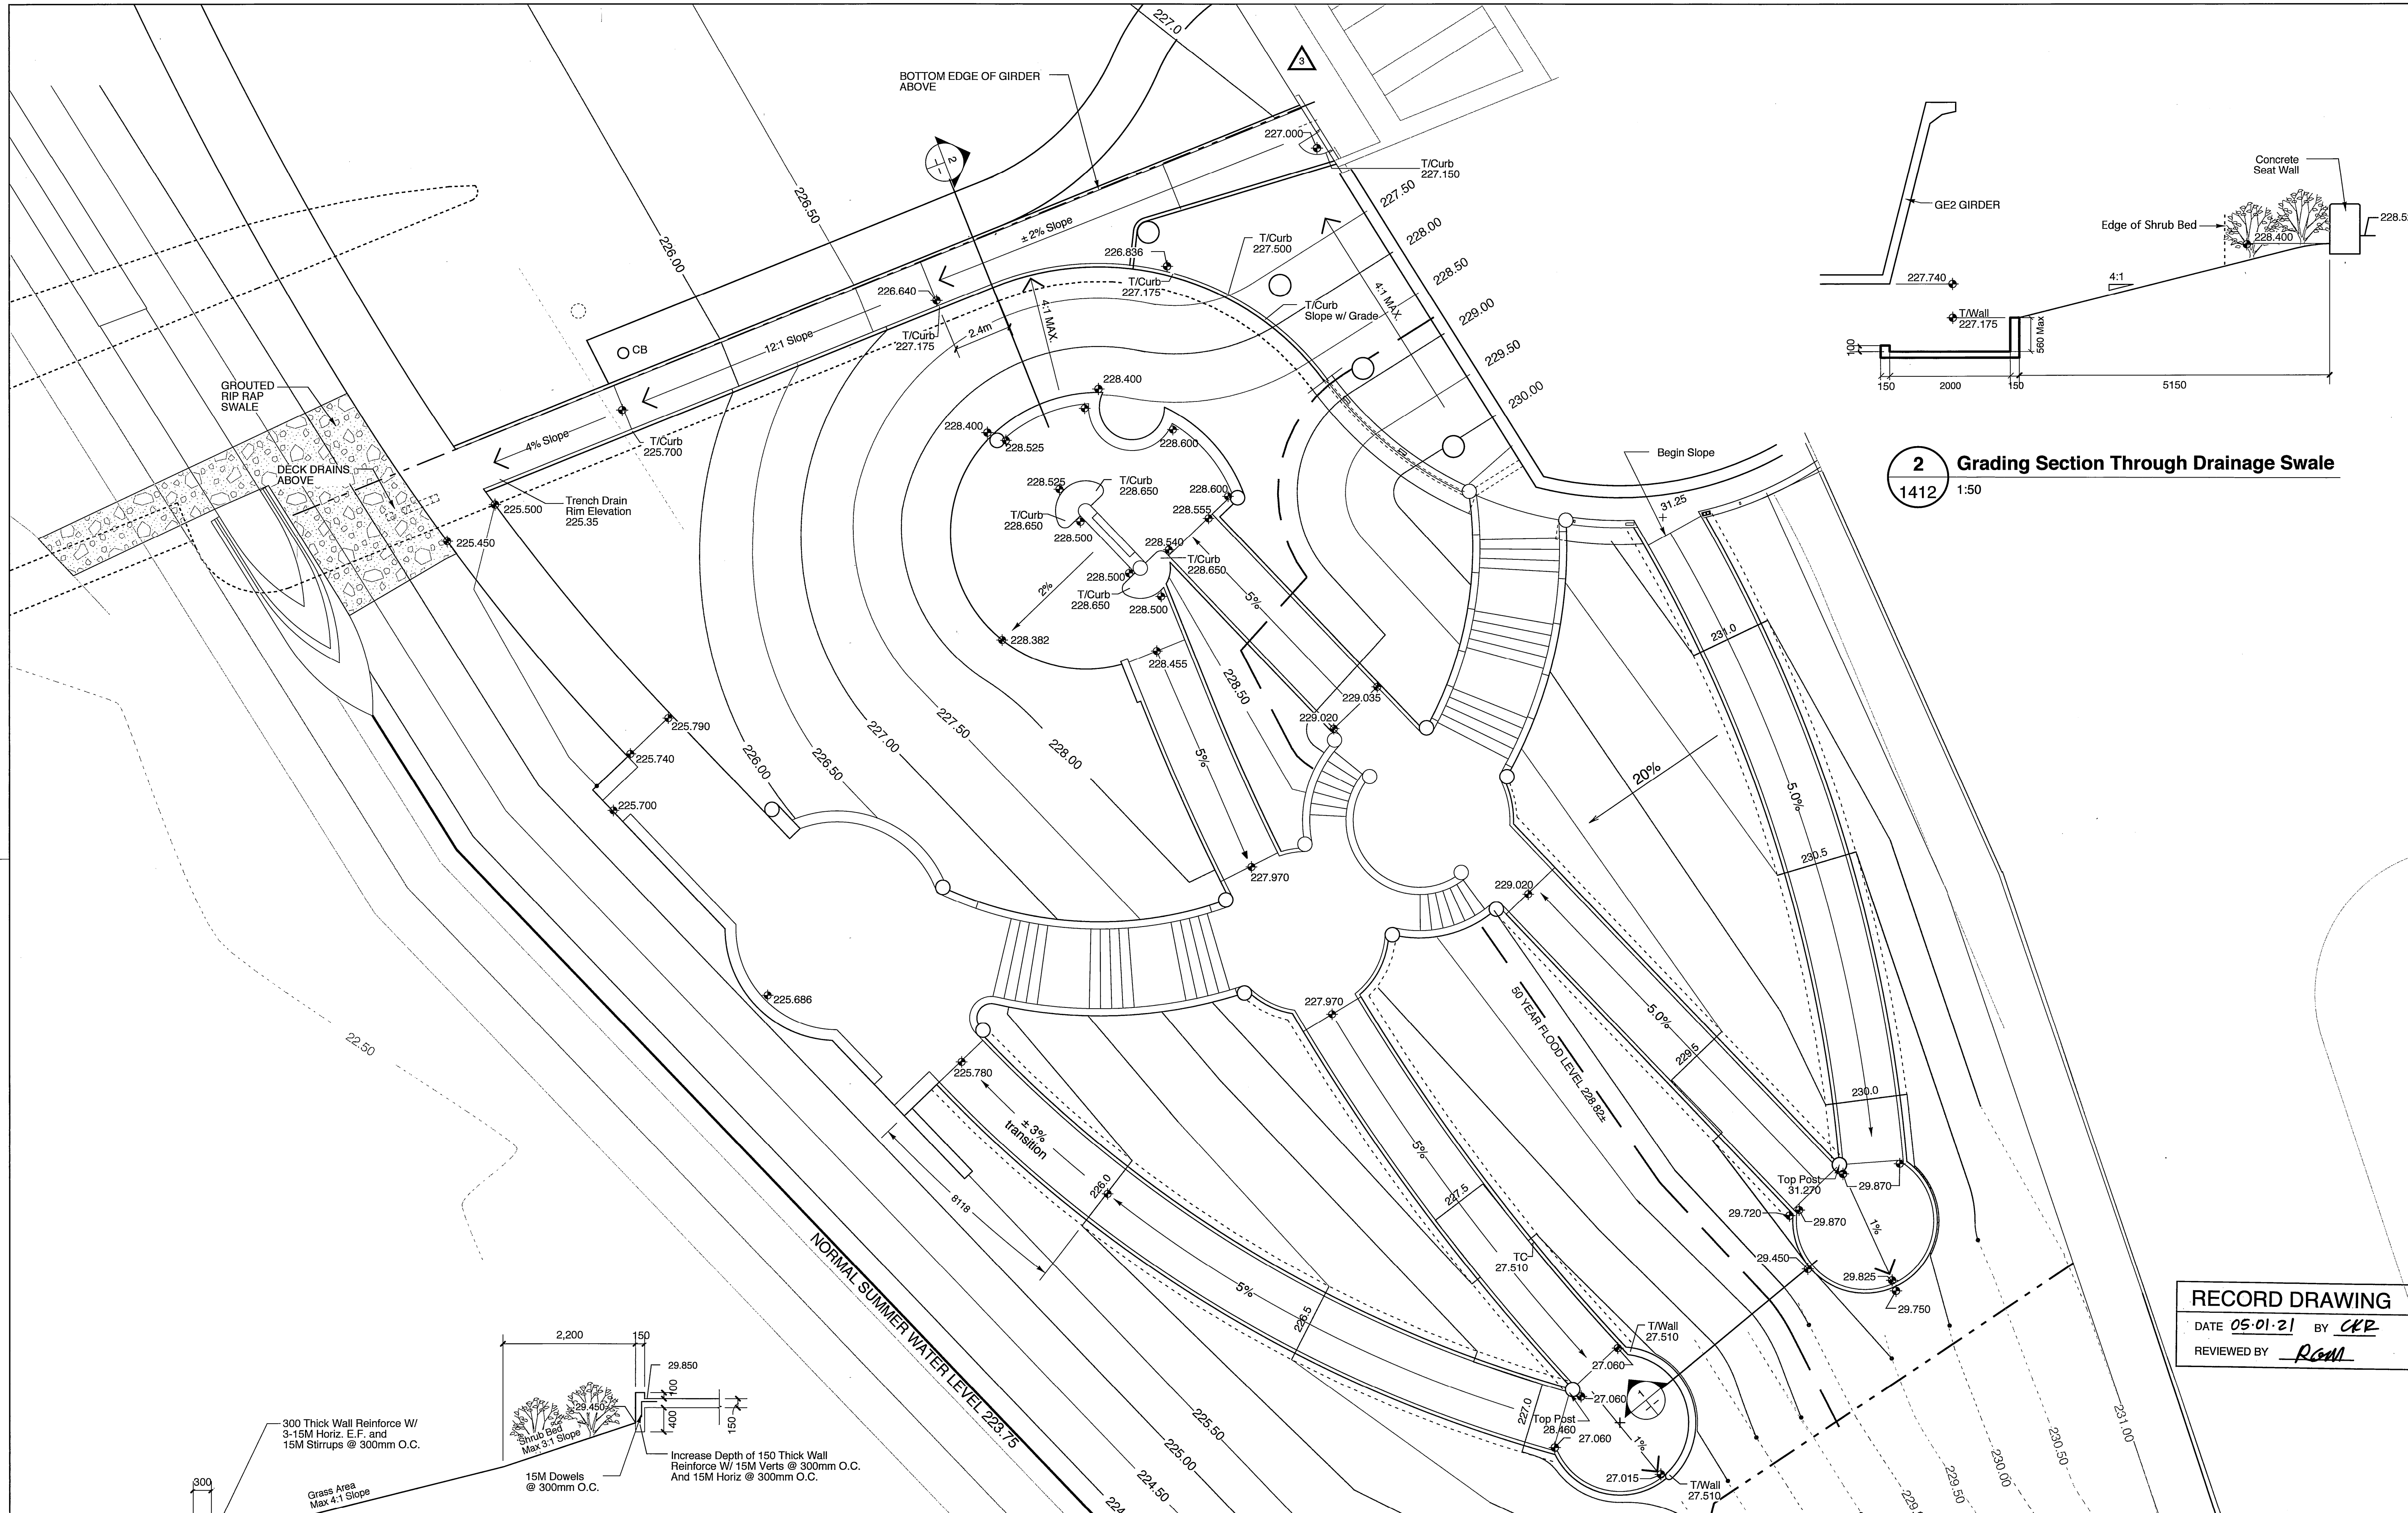 227.0
3
BOTTOM EDGE OF GIRDER
ABOVE
2
227.000
T/Curb
227.150
227.50
228.00
228.50
229.00
229.50
230.00
226.50
226.00
± 2% Slope
226.836
T/Curb
227.175
T/Curb
227.500
T/Curb
Slope w/ Grade
4:1 MAX.
4:1 MAX.
226.640
T/Curb
227.175
2.4m
12:1 Slope
CB
GROUTED
RIP RAP
SWALE
4% Slope
T/Curb
225.700
DECK DRAINS
ABOVE
Trench Drain
Rim Elevation
225.35
225.500
225.450
228.400
228.400
228.525
228.600
228.525
T/Curb
228.650
228.600
228.555
T/Curb
228.650
228.500
228.540
T/Curb
228.650
228.500
T/Curb
228.650
228.500
2%
5%
228.382
228.455
228.50
229.035
229.020
5%
225.790
225.740
225.700
226.00
226.50
227.00
227.50
228.00
227.970
225.686
GE2 GIRDER
Concrete
Seat Wall
Edge of Shrub Bed
228.400
228.5
227.740
4:1
T/Wall
227.175
560 Max
100
150
2000
150
5150
2
1412
Grading Section Through Drainage Swale
1:50
Begin Slope
31.25
231.0
20%
5.0%
230.5
230.0
229.020
5.0%
229.5
227.970
50 YEAR FLOOD LEVEL 228.82±
5%
227.5
TC
27.510
Top Post
31.270
29.870
29.720
29.870
1%
29.450
29.825
29.750
225.780
± 3%
transition
226.0
8118
5%
226.5
227.0
T/Wall
27.510
27.060
27.060
Top Post
28.460
27.060
1
1%
27.015
T/Wall
27.510
22.50
NORMAL SUMMER WATER LEVEL 223.75
225.50
225.00
224.50
224.
229.
229.50
230.00
230.50
231.00
RECORD DRAWING
DATE 05·01·21 BY CKR
REVIEWED BY
2,200
150
29.850
100
29.450
400
150
Shrub Bed
Max 3:1 Slope
300 Thick Wall Reinforce W/
3-15M Horiz. E.F. and
15M Stirrups @ 300mm O.C.
Increase Depth of 150 Thick Wall
Reinforce W/ 15M Verts @ 300mm O.C.
And 15M Horiz @ 300mm O.C.
15M Dowels
@ 300mm O.C.
300
Grass Area
Max 4:1 Slope